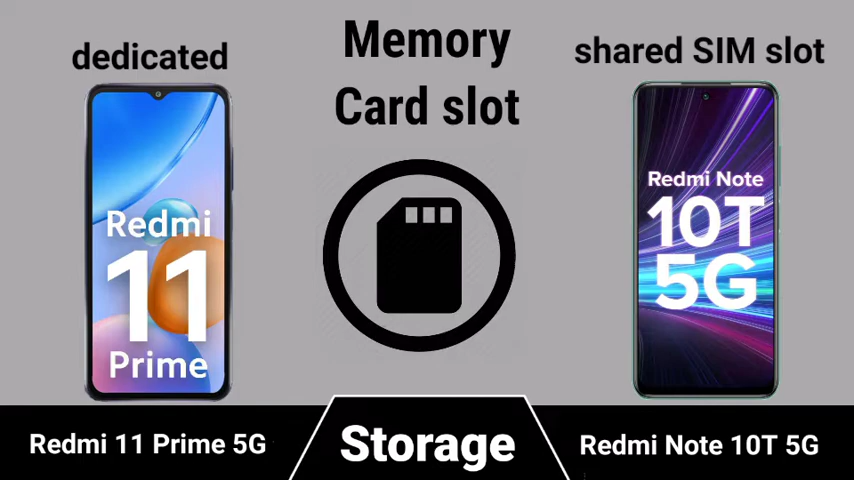 dedicated
Memory
Card slot
shared SIM slot
Redmi
11
Prime
Redmi Note
10T
5G
Redmi 11 Prime 5G
Storage
Redmi Note 10T 5G